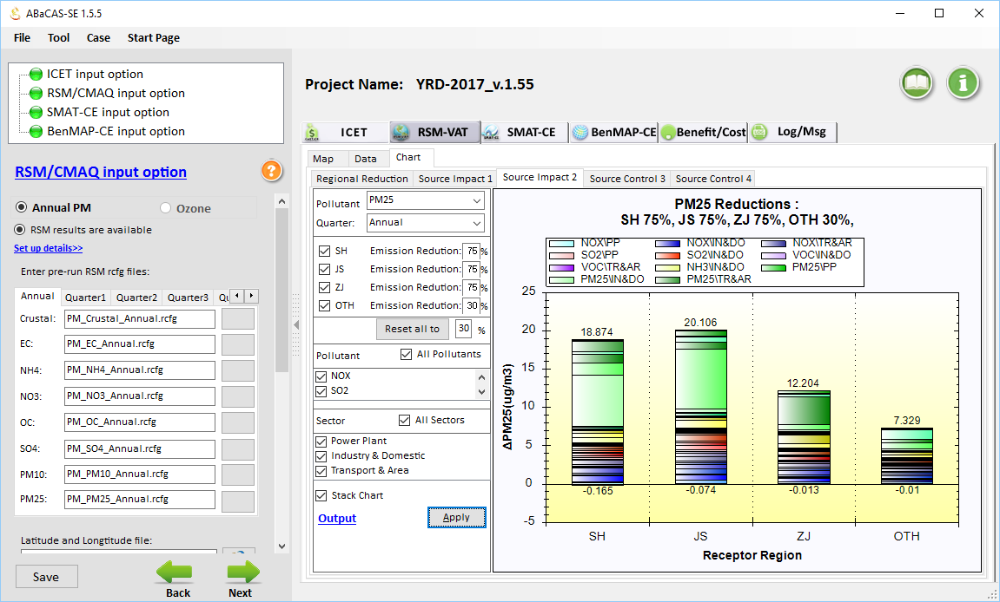 ABaCAS-SE 1.5.5
File Tool Case Start Page
ICET input option
RSM/CMAQ input option
SMAT-CE input option
BenMAP-CE input option
RSM/CMAQ input option
?
Annual PM Ozone
RSM results are available
Set up details>>
Enter pre-run RSM rcfg files:
Annual Quarter1 Quarter2 Quarter3 Qu
Crustal: PM_Crustal_Annual.rcfg
EC: PM_EC_Annual.rcfg
NH4: PM_NH4_Annual.rcfg
NO3: PM_NO3_Annual.rcfg
OC: PM_OC_Annual.rcfg
SO4: PM_SO4_Annual.rcfg
PM10: PM_PM10_Annual.rcfg
PM25: PM_PM25_Annual.rcfg
Latitude and Longtitude file:
Save
Back
Next
Project Name: YRD-2017_v.1.55
ICET RSM-VAT SMAT-CE BenMAP-CE Benefit/Cost Log/Msg
Map Data Chart
Regional Reduction Source Impact 1 Source Impact 2 Source Control 3 Source Control 4
Pollutant PM25
Quarter: Annual
SH Emission Redution: 75 %
JS Emission Redution: 75 %
ZJ Emission Redution: 75 %
OTH Emission Redution: 30 %
Reset all to 30 %
Pollutant All Pollutants
NOX
SO2
Sector All Sectors
Power Plant
Industry & Domestic
Transport & Area
Stack Chart
Output Apply
PM25 Reductions :
SH 75%, JS 75%, ZJ 75%, OTH 30%,
NOX\PP NOX\IN&DO NOX\TR&AR
SO2\PP SO2\IN&DO VOC\IN&DO
VOC\TR&AR NH3\IN&DO PM25\PP
PM25\IN&DO PM25\TR&AR
25
20
15
10
5
0
-5
ΔPM25(ug/m3)
18.874
20.106
12.204
7.329
-0.165
-0.074
-0.013
-0.01
SH JS ZJ OTH
Receptor Region